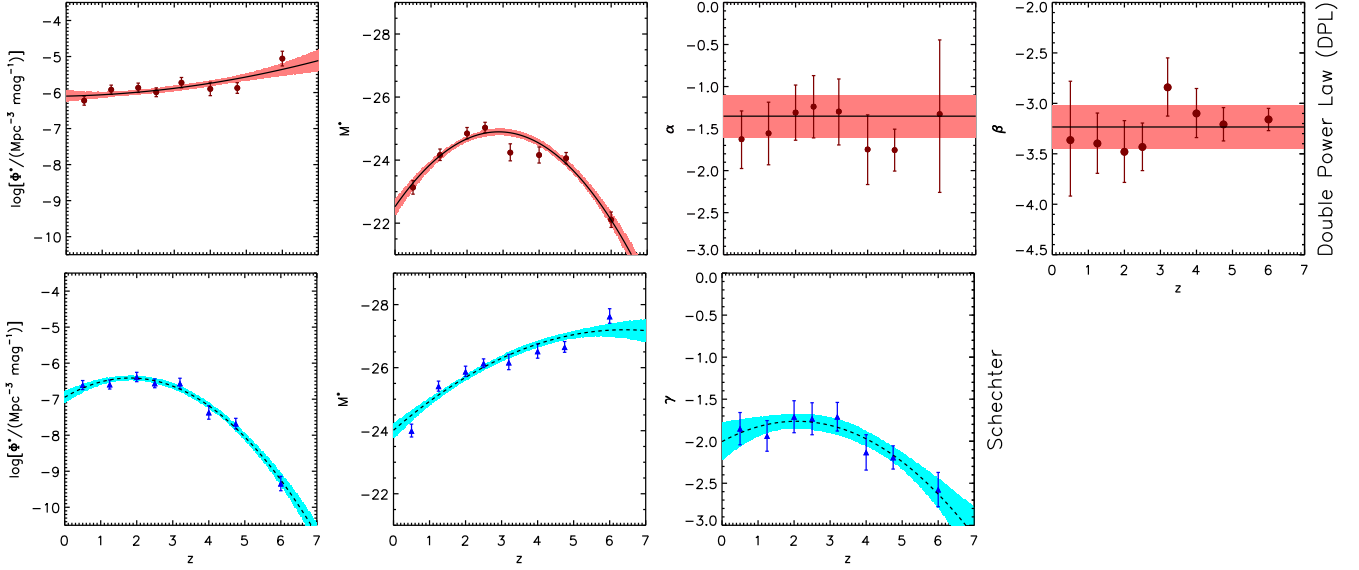 −4
−5
−6
−7
−8
−9
−10
log[Φ*/(Mpc⁻³ mag⁻¹)]
−28
−26
−24
−22
M*
0.0
−0.5
−1.0
−1.5
−2.0
−2.5
−3.0
α
−2.0
−2.5
−3.0
−3.5
−4.0
−4.5
β
0 1 2 3 4 5 6 7
z
Double Power Law (DPL)
−4
−5
−6
−7
−8
−9
−10
log[Φ*/(Mpc⁻³ mag⁻¹)]
0 1 2 3 4 5 6 7
z
−28
−26
−24
−22
M*
0 1 2 3 4 5 6 7
z
0.0
−0.5
−1.0
−1.5
−2.0
−2.5
−3.0
γ
0 1 2 3 4 5 6 7
z
Schechter